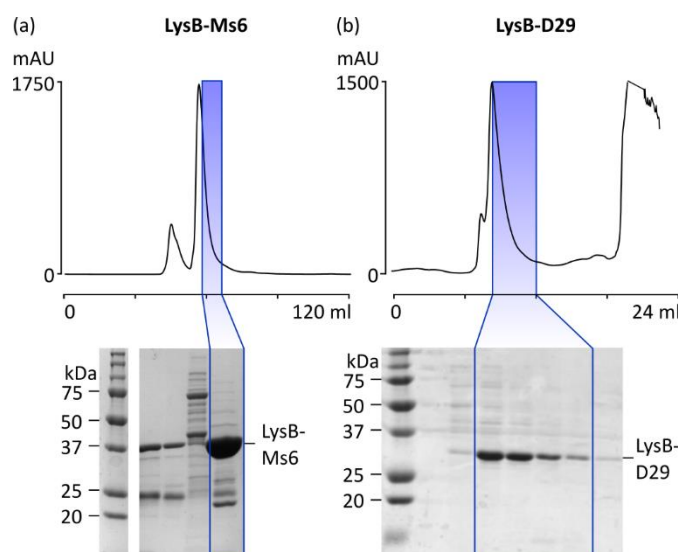 (a) LysB-Ms6
mAU
1750
0
0 120 ml
kDa
75
50
37
25
20
LysB-
Ms6
(b) LysB-D29
mAU
1500
0
0 24 ml
kDa
75
50
37
25
20
LysB-
D29